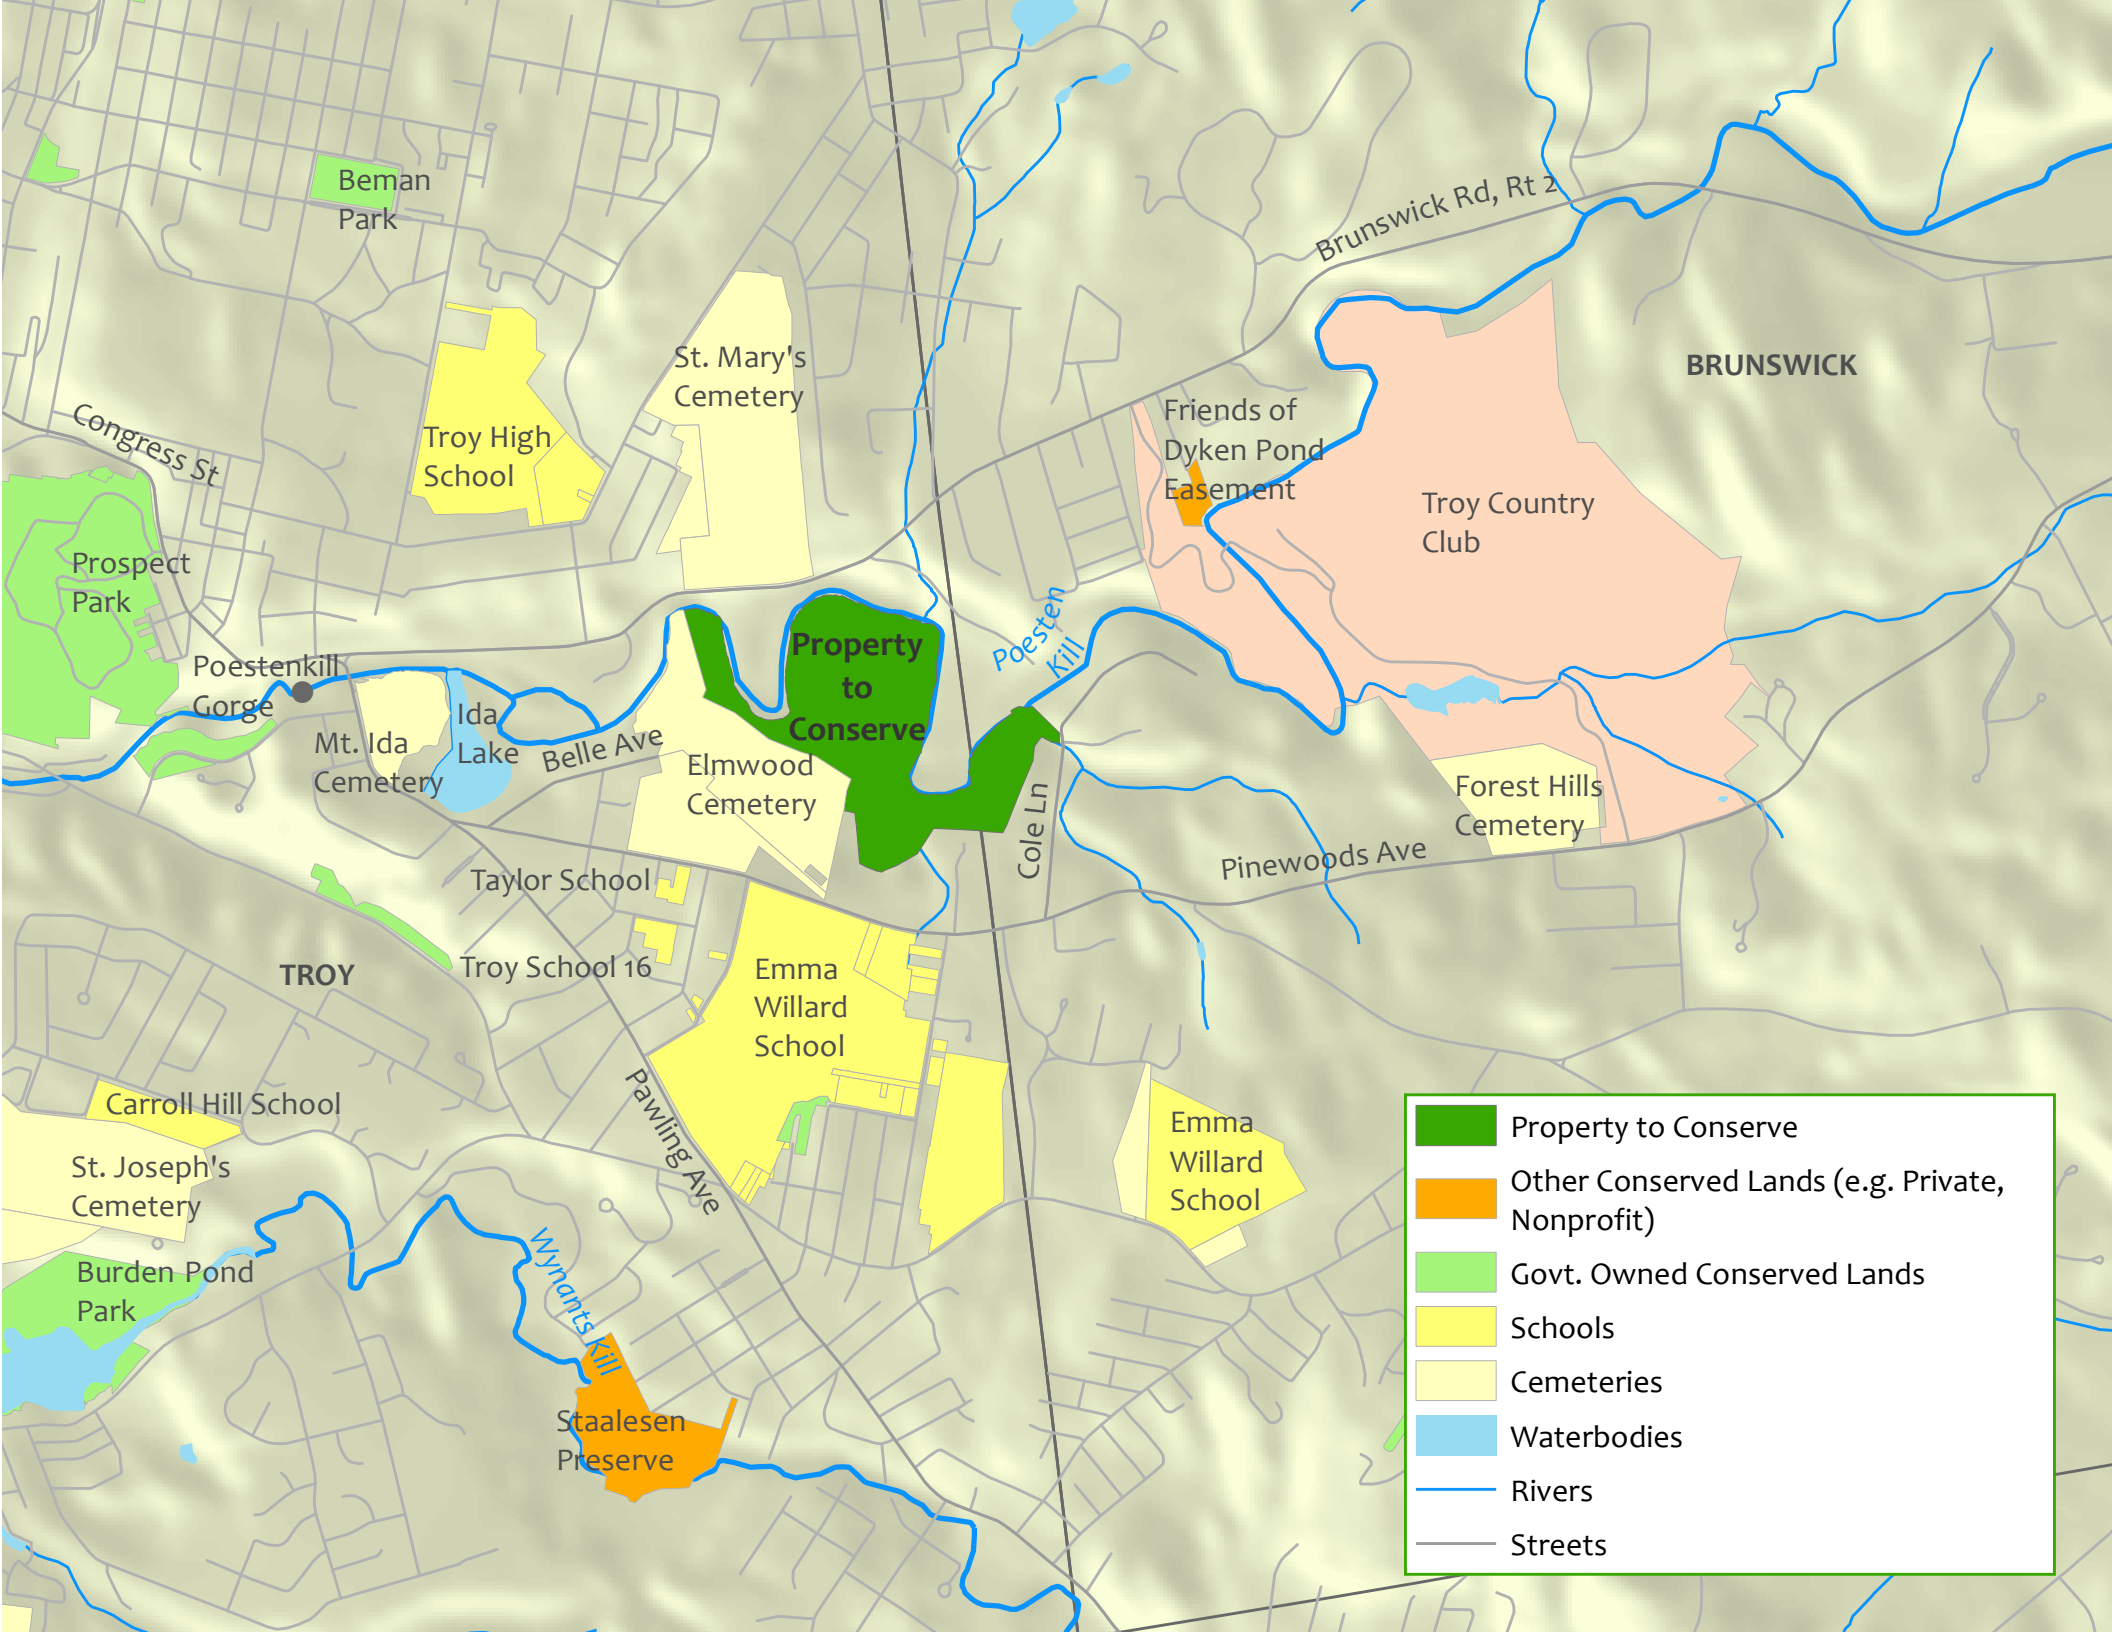 Beman
Park
Brunswick Rd, Rt 2
St. Mary's
Cemetery
BRUNSWICK
Troy High
School
Congress St
Friends of
Dyken Pond
Easement
Troy Country
Club
Prospect
Park
Poestenkill
Gorge
Property
to
Conserve
Poesten
Kill
Mt. Ida
Cemetery
Ida
Lake
Belle Ave
Elmwood
Cemetery
Cole Ln
Forest Hills
Cemetery
Pinewoods Ave
Taylor School
Troy School 16
TROY
Emma
Willard
School
Carroll Hill School
Pawling Ave
Emma
Willard
School
St. Joseph's
Cemetery
Burden Pond
Park
Wynants Kill
Staalesen
Preserve
Property to Conserve
Other Conserved Lands (e.g. Private,
Nonprofit)
Govt. Owned Conserved Lands
Schools
Cemeteries
Waterbodies
Rivers
Streets